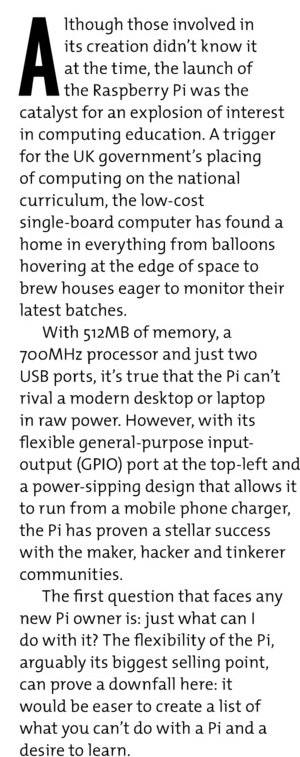 Although those involved in
its creation didn't know it
at the time, the launch of
the Raspberry Pi was the
catalyst for an explosion of interest
in computing education. A trigger
for the UK government's placing
of computing on the national
curriculum, the low-cost
single-board computer has found a
home in everything from balloons
hovering at the edge of space to
brew houses eager to monitor their
latest batches.
With 512MB of memory, a
700MHz processor and just two
USB ports, it's true that the Pi can't
rival a modern desktop or laptop
in raw power. However, with its
flexible general-purpose input-
output (GPIO) port at the top-left and
a power-sipping design that allows it
to run from a mobile phone charger,
the Pi has proven a stellar success
with the maker, hacker and tinkerer
communities.
The first question that faces any
new Pi owner is: just what can I
do with it? The flexibility of the Pi,
arguably its biggest selling point,
can prove a downfall here: it
would be easer to create a list of
what you can't do with a Pi and a
desire to learn.